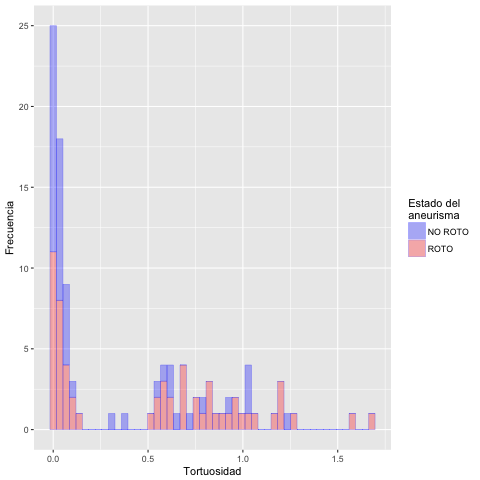 25
20
15
10
5
0
Frecuencia
0.0 0.5 1.0 1.5
Tortuosidad
Estado del
aneurisma
NO ROTO
ROTO